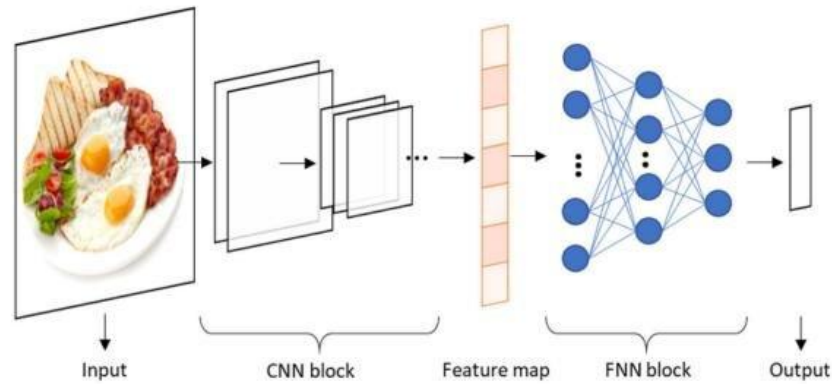 Input
CNN block
Feature map
FNN block
Output